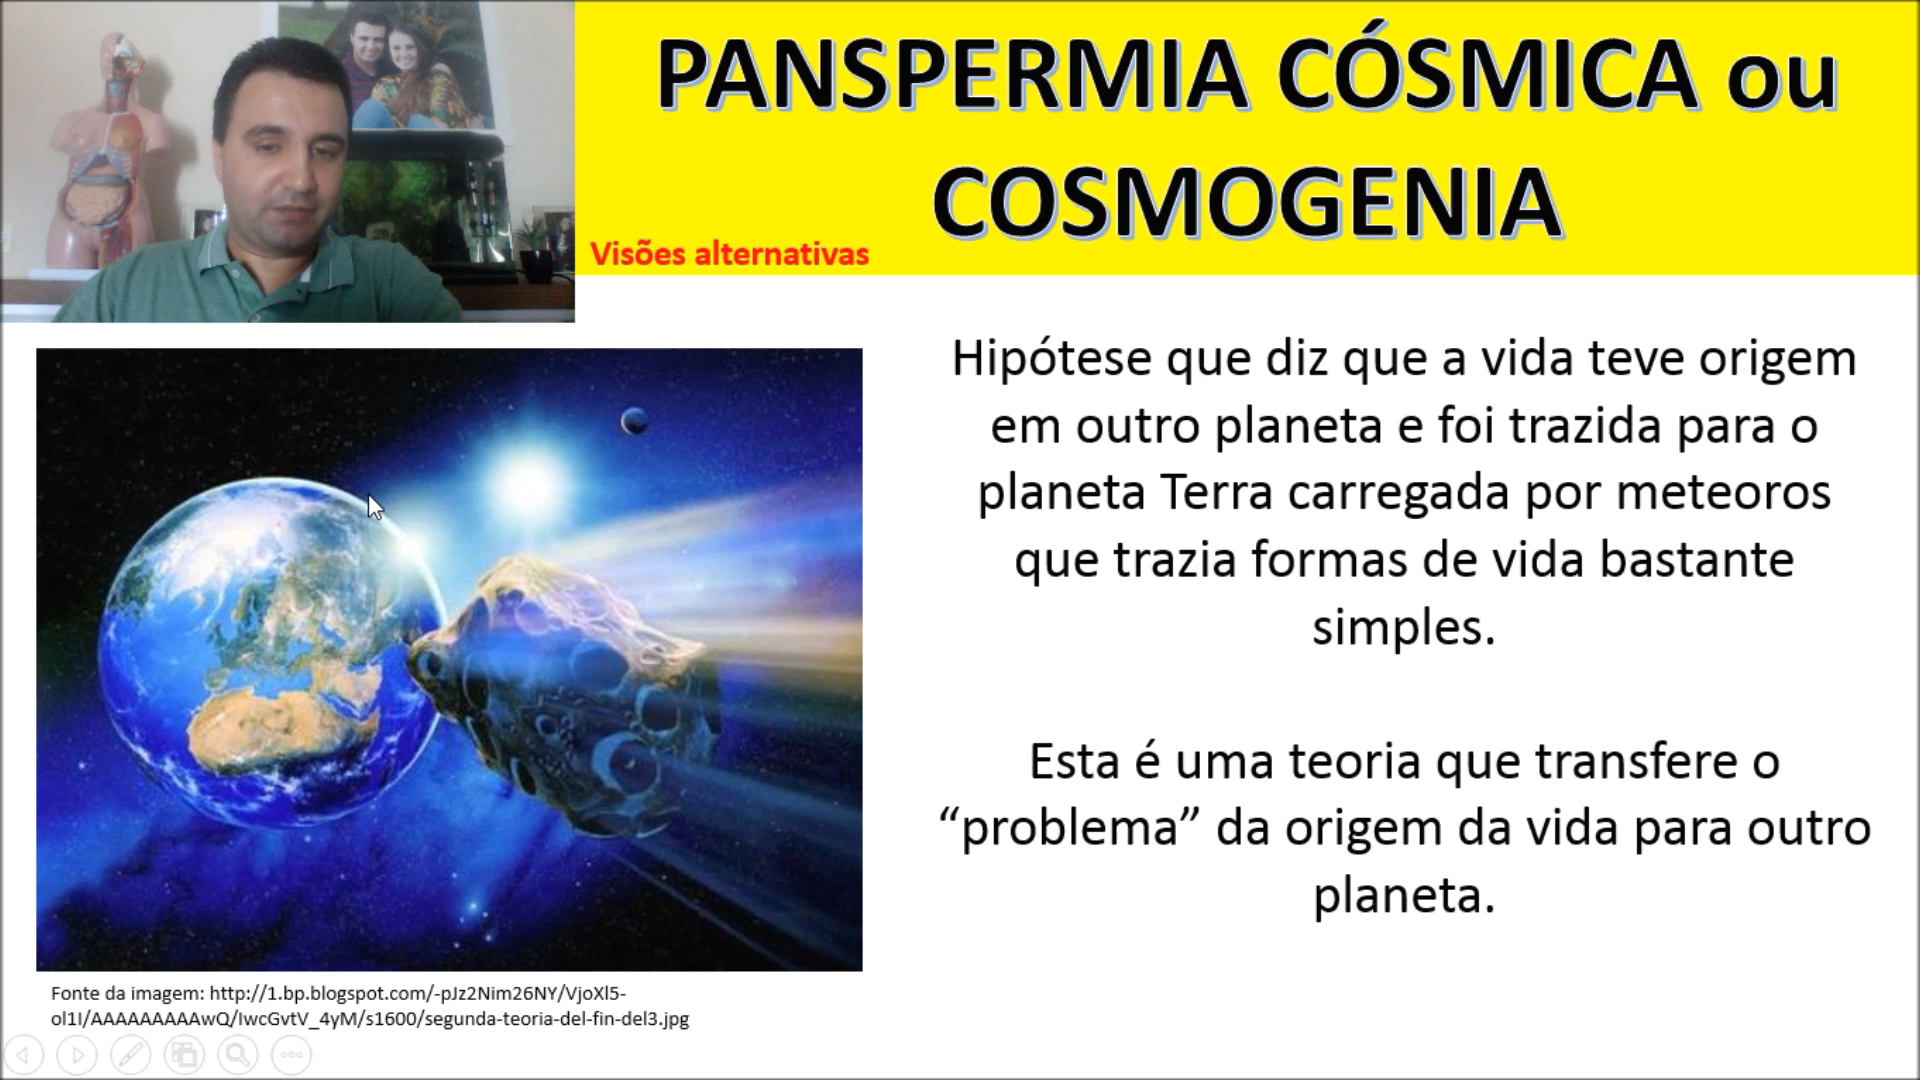 PANSPERMIA CÓSMICA ou
COSMOGENIA
Visões alternativas
Hipótese que diz que a vida teve origem
em outro planeta e foi trazida para o
planeta Terra carregada por meteoros
que trazia formas de vida bastante
simples.
Esta é uma teoria que transfere o
“problema” da origem da vida para outro
planeta.
Fonte da imagem: http://1.bp.blogspot.com/-pJz2Nim26NY/VjoXl5-
ol1I/AAAAAAAAAwQ/IwcGvtV_4yM/s1600/segunda-teoria-del-fin-del3.jpg